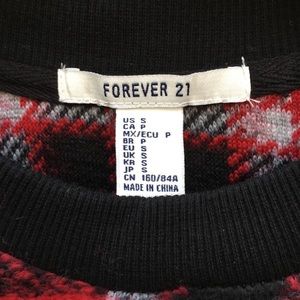 FOREVER 21
US S
CA P
MX/ECU P
BR P
EU S
UK S
KR S
JP S
CN 160/84A
MADE IN CHINA